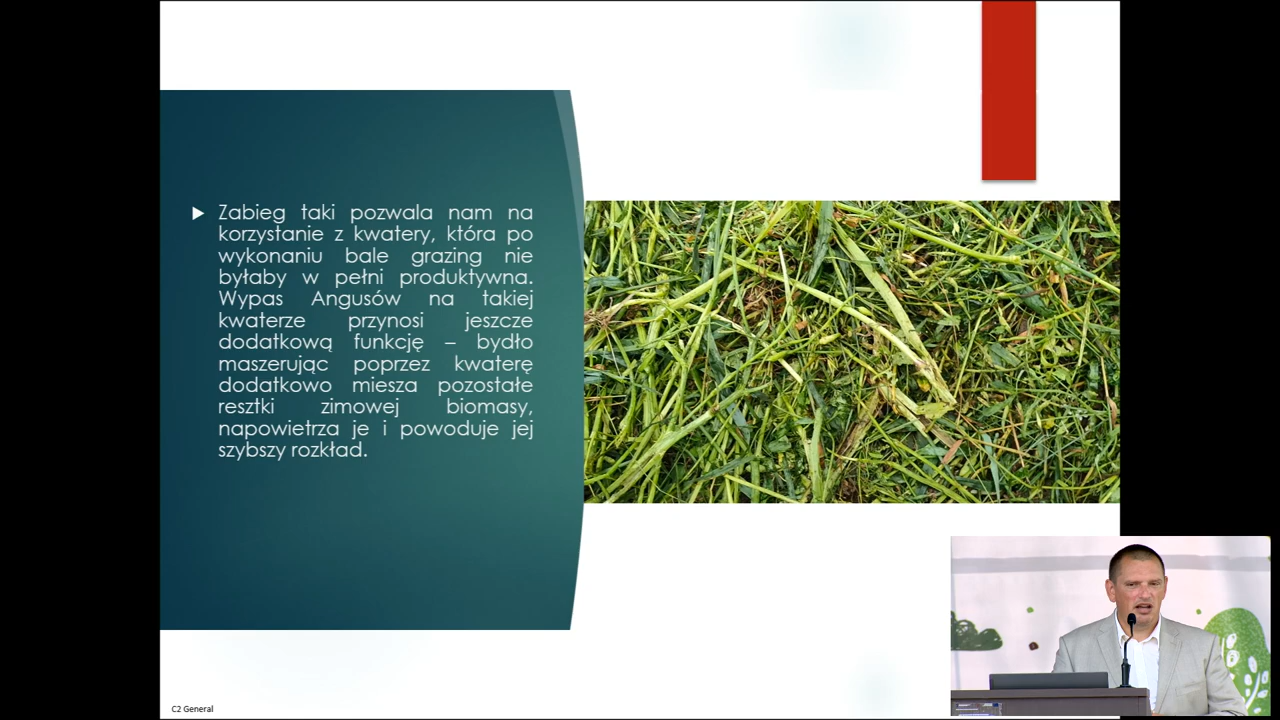 Zabieg taki pozwala nam na
korzystanie z kwatery, która po
wykonaniu bale grazing nie
byłaby w pełni produktywna.
Wypas Angusów na takiej
kwaterze przynosi jeszcze
dodatkową funkcję – bydło
maszerując poprzez kwaterę
dodatkowo miesza pozostałe
resztki zimowej biomasy,
napowietrza je i powoduje jej
szybszy rozkład.
C2 General